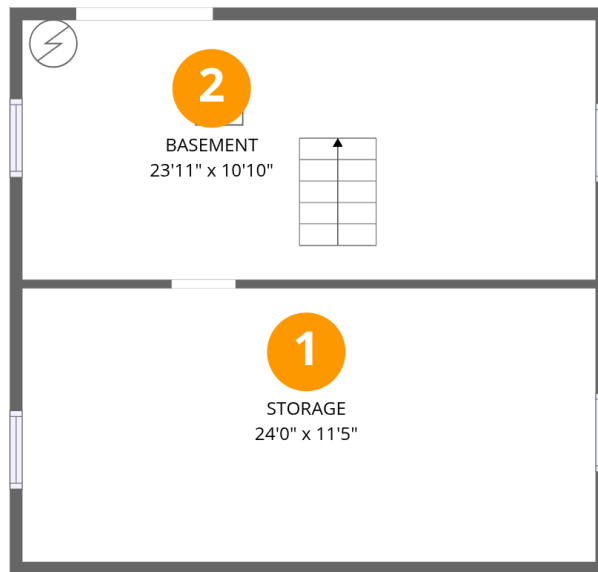 2
BASEMENT
23'11" x 10'10"
1
STORAGE
24'0" x 11'5"